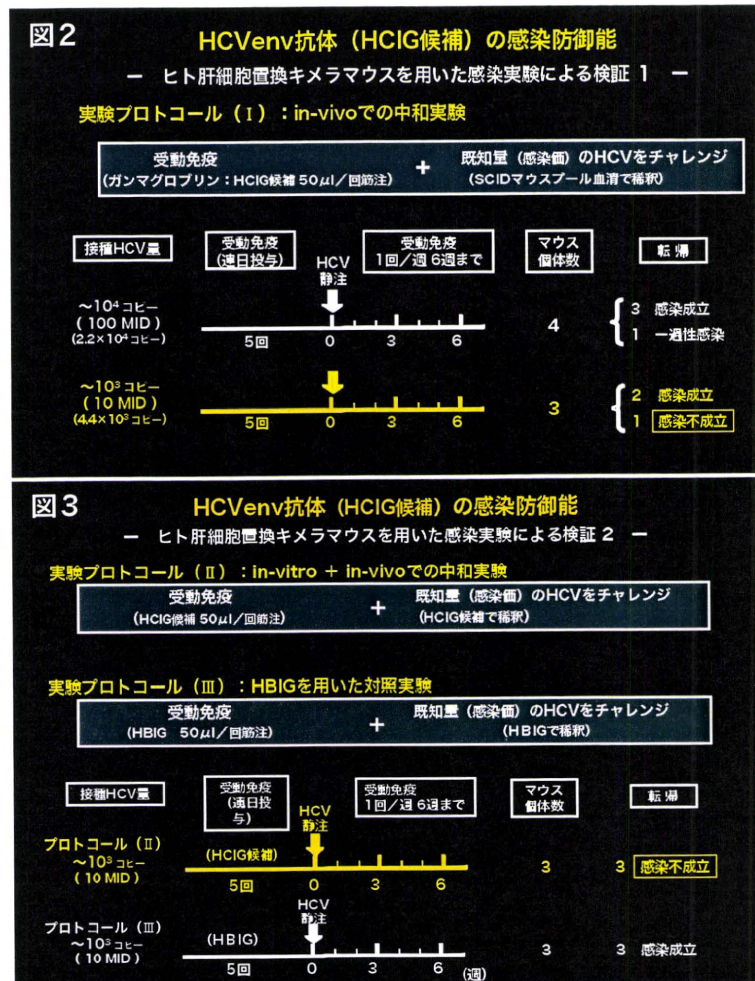 図2
HCVenv抗体（HCIG候補）の感染防御能
― ヒト肝細胞置換キメラマウスを用いた感染実験による検証 1 ―
実験プロトコール（Ⅰ）：in-vivoでの中和実験
受動免疫 + 既知量（感染価）のHCVをチャレンジ
(ガンマグロブリン：HCIG候補 50μl／回筋注) (SCIDマウスプール血清で稀釈)
接種HCV量 受動免疫 (連日投与) HCV 静注 受動免疫 1回／週 6週まで マウス 個体数 転帰
～10⁴コピー
( 100 MID )
(2.2×10⁴コピー)
5回 0 3 6
4
3 感染成立
1 一過性感染
～10³コピー
( 10 MID )
(4.4×10³コピー)
5回 0 3 6
3
2 感染成立
1 感染不成立
図3
HCVenv抗体（HCIG候補）の感染防御能
― ヒト肝細胞置換キメラマウスを用いた感染実験による検証 2 ―
実験プロトコール（Ⅱ）：in-vitro + in-vivoでの中和実験
受動免疫 + 既知量（感染価）のHCVをチャレンジ
(HCIG候補 50μl／回筋注) (HCIG候補で稀釈)
実験プロトコール（Ⅲ）：HBIGを用いた対照実験
受動免疫 + 既知量（感染価）のHCVをチャレンジ
(HBIG 50μl／回筋注) (HBIGで稀釈)
接種HCV量 受動免疫 (連日投与) HCV 静注 受動免疫 1回／週 6週まで マウス 個体数 転帰
プロトコール（Ⅱ）
～10³コピー
( 10 MID )
(HCIG候補)
5回 0 3 6
3 3 感染不成立
プロトコール（Ⅲ）
～10³コピー
( 10 MID )
(HBIG)
HCV
静注
5回 0 3 6 (週)
3 3 感染成立